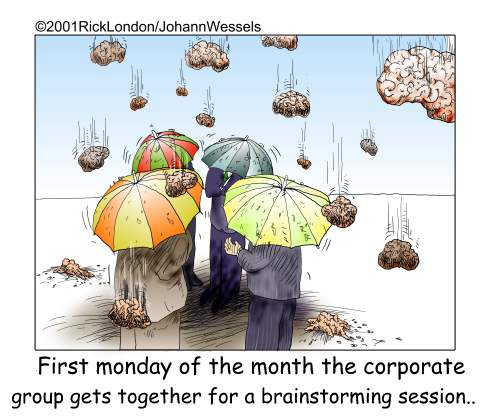 ©2001RickLondon/JohannWessels
First monday of the month the corporate
group gets together for a brainstorming session..